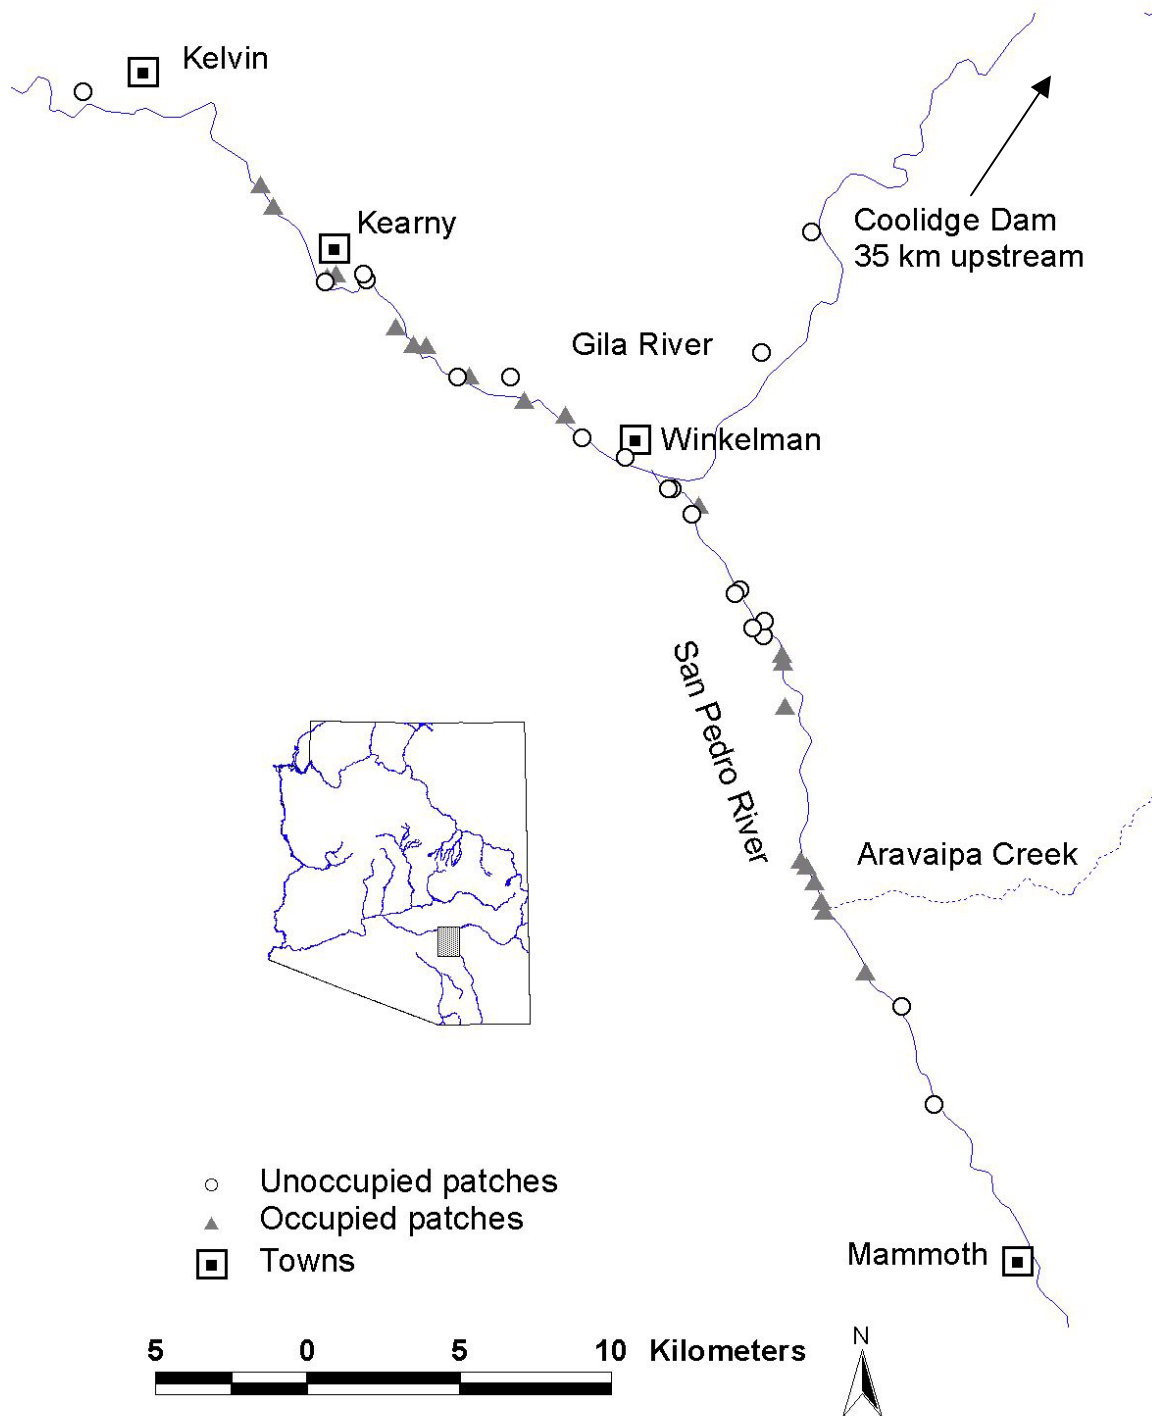 Kelvin
Kearny
Coolidge Dam
35 km upstream
Gila River
Winkelman
San Pedro River
Aravaipa Creek
Unoccupied patches
Occupied patches
Towns
Mammoth
5 0 5 10 Kilometers
N